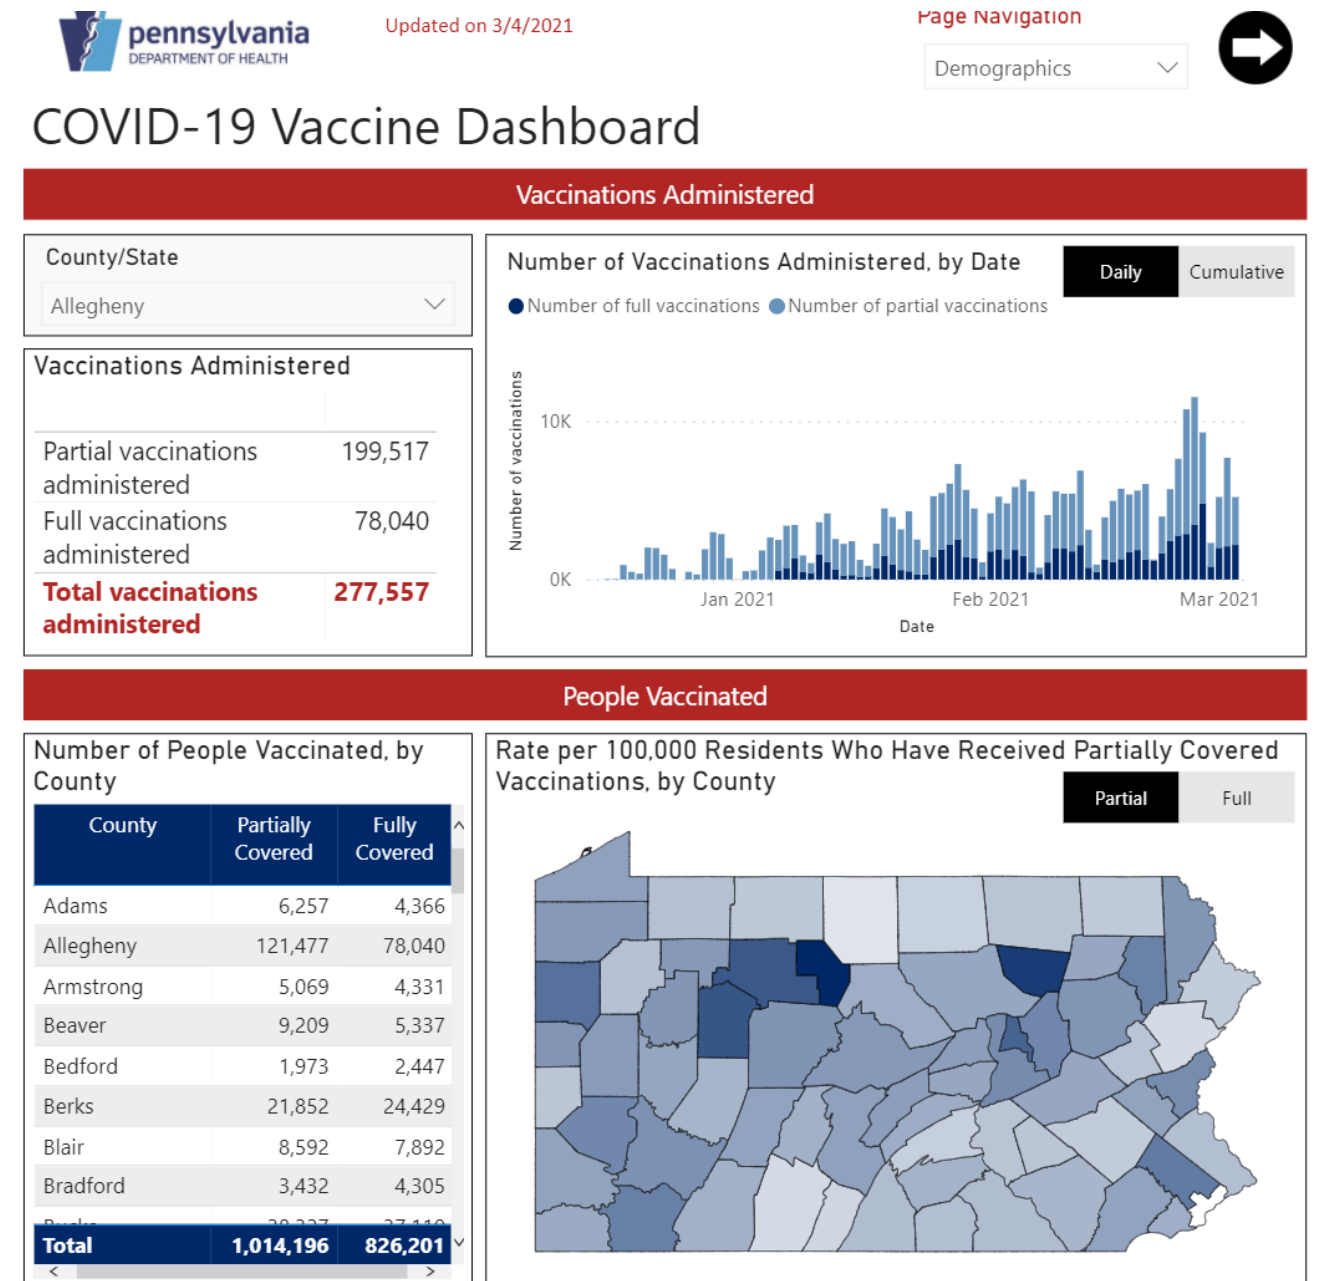 pennsylvania
DEPARTMENT OF HEALTH
Updated on 3/4/2021
Page Navigation
Demographics
COVID-19 Vaccine Dashboard
Vaccinations Administered
County/State
Allegheny
Vaccinations Administered
Partial vaccinations administered 199,517
Full vaccinations administered 78,040
Total vaccinations administered 277,557
Number of Vaccinations Administered, by Date
Daily Cumulative
Number of full vaccinations Number of partial vaccinations
Number of vaccinations
10K
0K
Jan 2021 Feb 2021 Mar 2021
Date
People Vaccinated
Number of People Vaccinated, by
County
County Partially Covered Fully Covered
Adams 6,257 4,366
Allegheny 121,477 78,040
Armstrong 5,069 4,331
Beaver 9,209 5,337
Bedford 1,973 2,447
Berks 21,852 24,429
Blair 8,592 7,892
Bradford 3,432 4,305
Total 1,014,196 826,201
Rate per 100,000 Residents Who Have Received Partially Covered
Vaccinations, by County
Partial Full